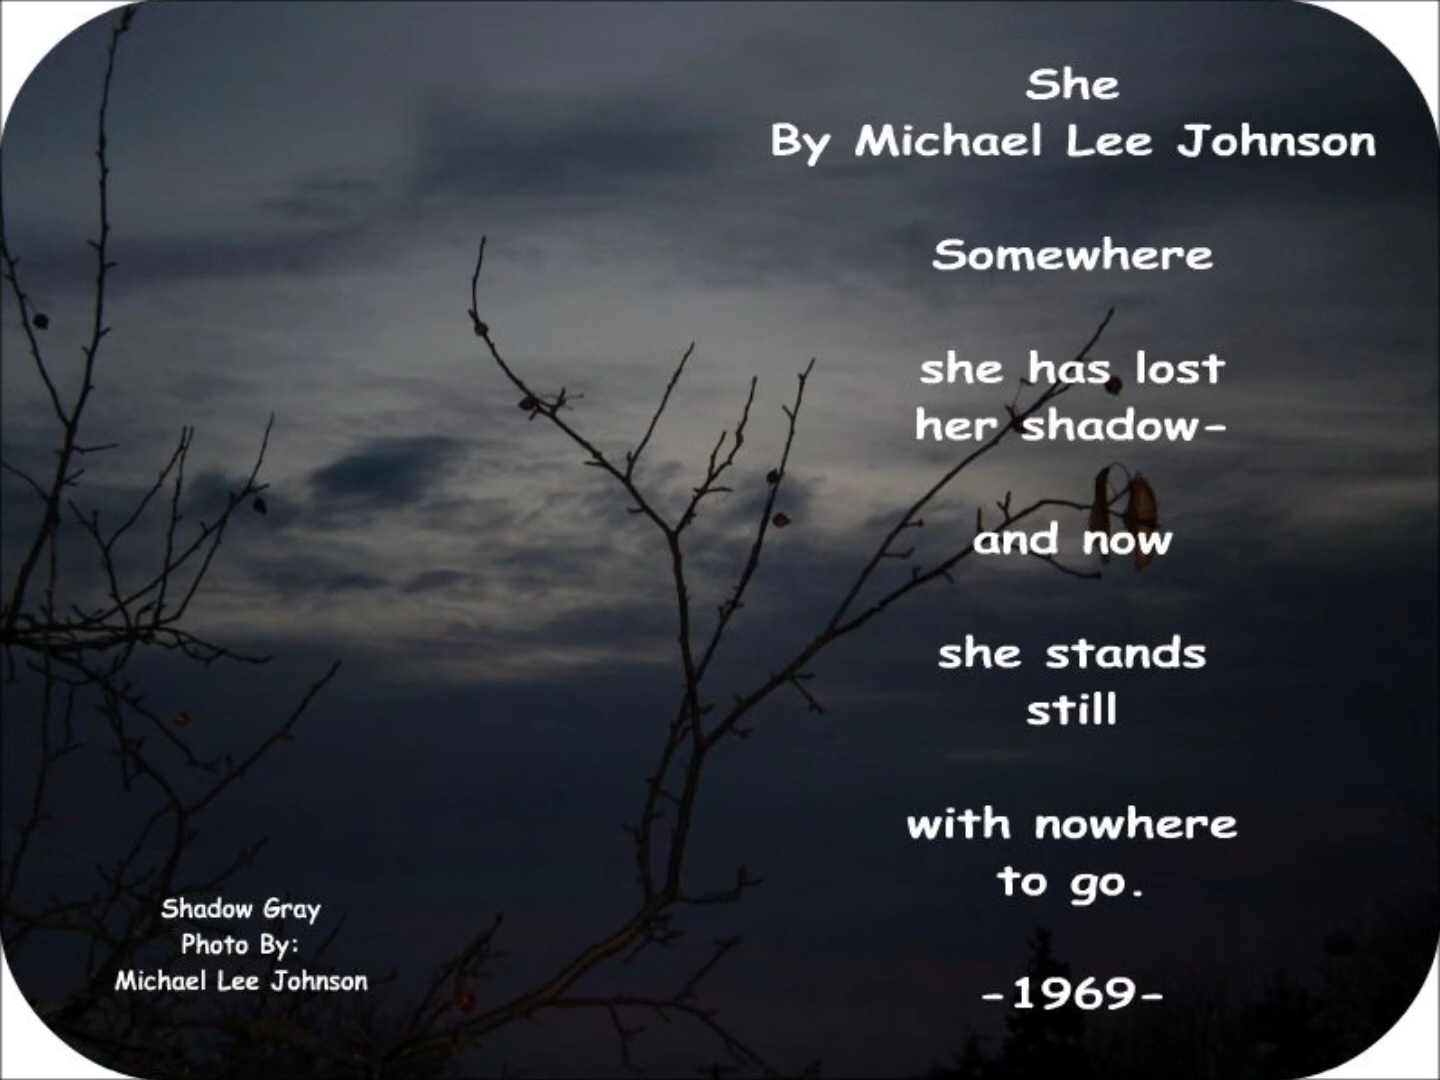 She
By Michael Lee Johnson
Somewhere
she has lost
her shadow-
and now
she stands
still
with nowhere
to go.
-1969-
Shadow Gray
Photo By:
Michael Lee Johnson